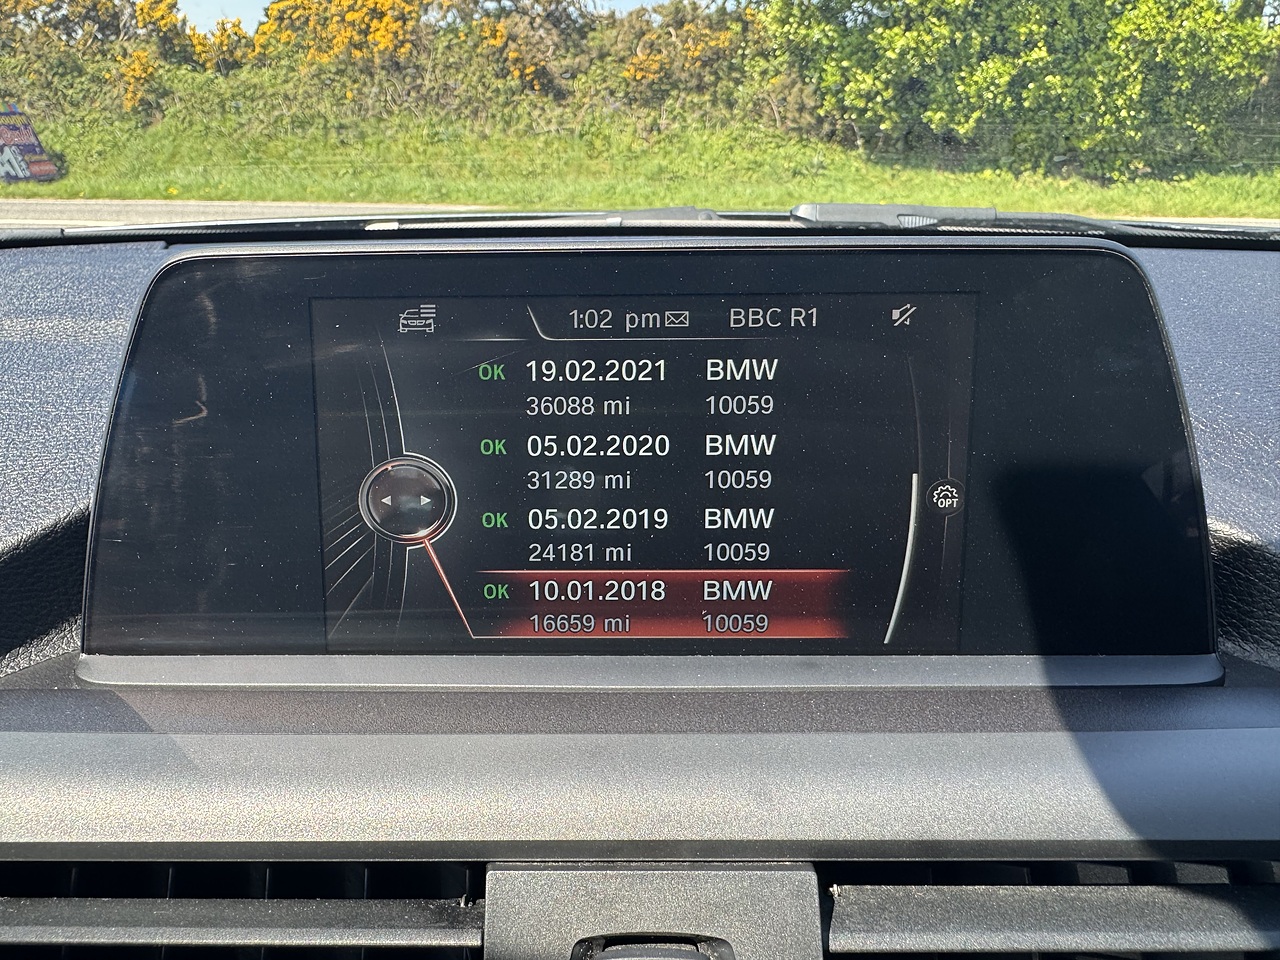 1:02 pm BBC R1
OK 19.02.2021 BMW
36088 mi 10059
OK 05.02.2020 BMW
31289 mi 10059
OK 05.02.2019 BMW
24181 mi 10059
OK 10.01.2018 BMW
16659 mi 10059
OPT